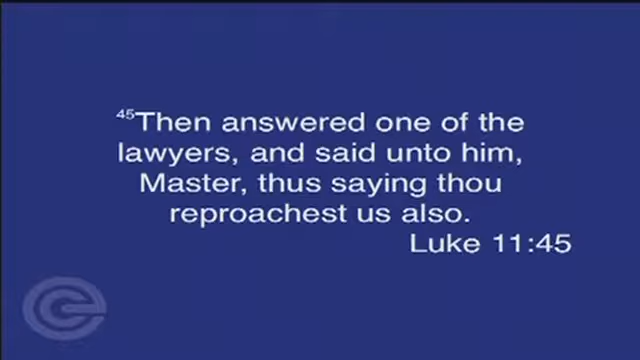 45Then answered one of the
lawyers, and said unto him,
Master, thus saying thou
reproachest us also.
Luke 11:45